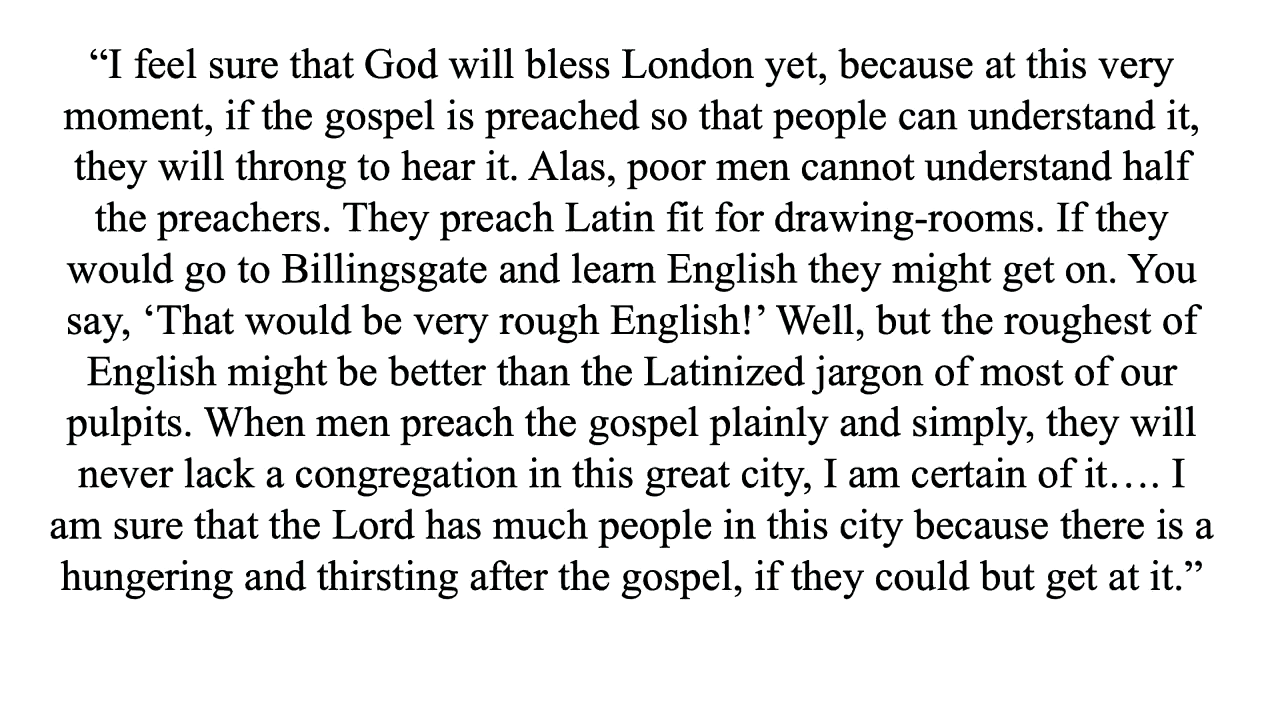 “I feel sure that God will bless London yet, because at this very
moment, if the gospel is preached so that people can understand it,
they will throng to hear it. Alas, poor men cannot understand half
the preachers. They preach Latin fit for drawing-rooms. If they
would go to Billingsgate and learn English they might get on. You
say, ‘That would be very rough English!’ Well, but the roughest of
English might be better than the Latinized jargon of most of our
pulpits. When men preach the gospel plainly and simply, they will
never lack a congregation in this great city, I am certain of it…. I
am sure that the Lord has much people in this city because there is a
hungering and thirsting after the gospel, if they could but get at it.”